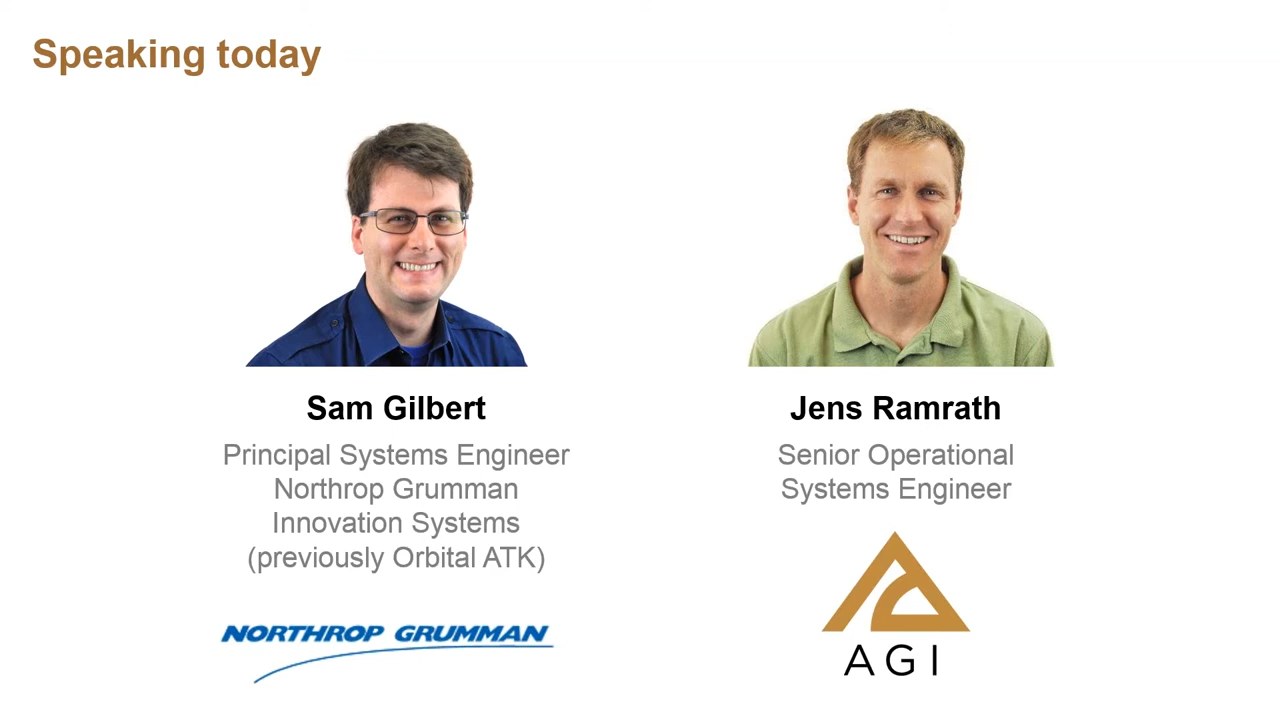 Speaking today
Sam Gilbert
Principal Systems Engineer
Northrop Grumman
Innovation Systems
(previously Orbital ATK)
NORTHROP GRUMMAN
Jens Ramrath
Senior Operational
Systems Engineer
AGI